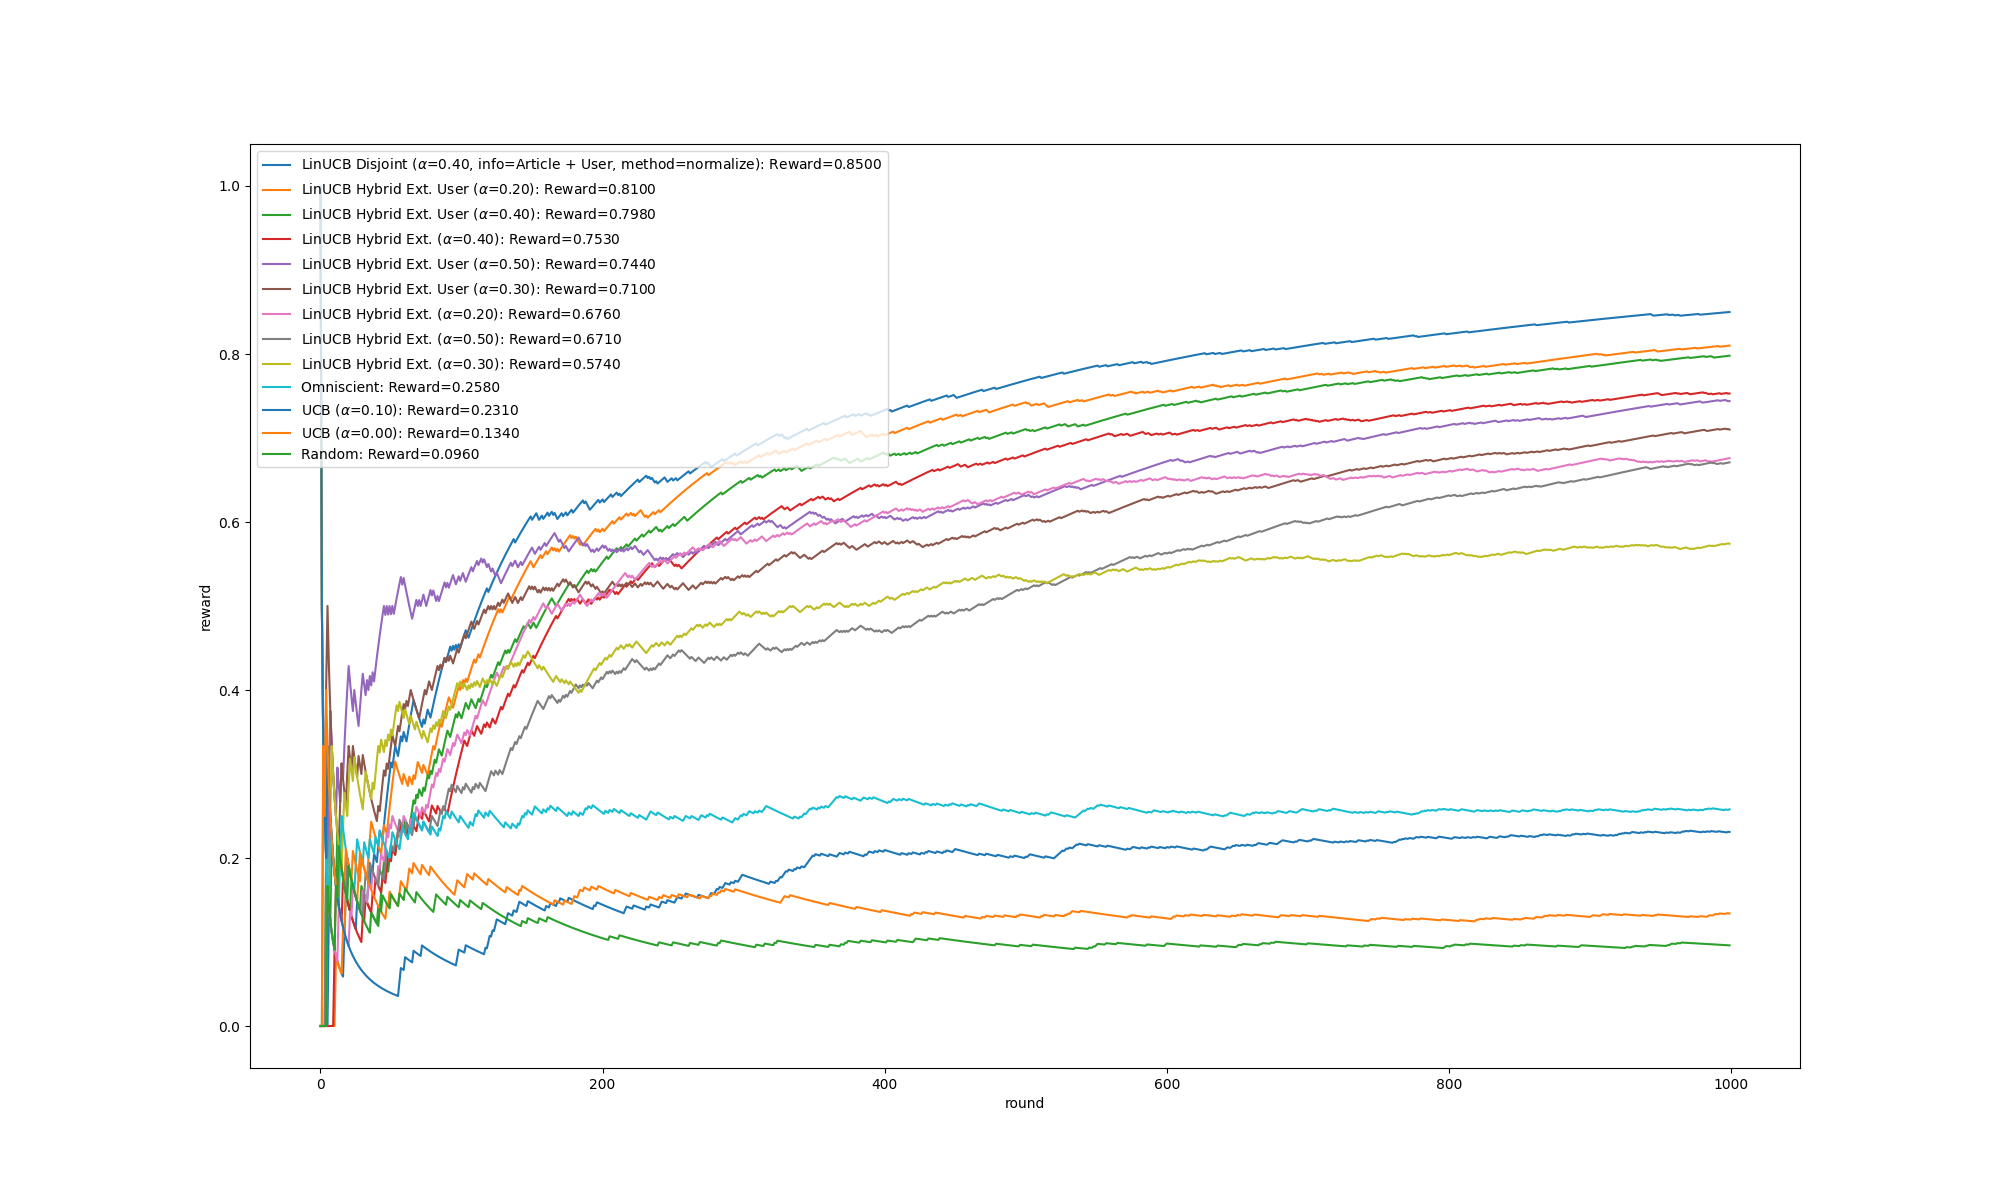 LinUCB Disjoint (α=0.40, info=Article + User, method=normalize): Reward=0.8500
LinUCB Hybrid Ext. User (α=0.20): Reward=0.8100
LinUCB Hybrid Ext. User (α=0.40): Reward=0.7980
LinUCB Hybrid Ext. (α=0.40): Reward=0.7530
LinUCB Hybrid Ext. User (α=0.50): Reward=0.7440
LinUCB Hybrid Ext. User (α=0.30): Reward=0.7100
LinUCB Hybrid Ext. (α=0.20): Reward=0.6760
LinUCB Hybrid Ext. (α=0.50): Reward=0.6710
LinUCB Hybrid Ext. (α=0.30): Reward=0.5740
Omniscient: Reward=0.2580
UCB (α=0.10): Reward=0.2310
UCB (α=0.00): Reward=0.1340
Random: Reward=0.0960
1.0
0.8
0.6
0.4
0.2
0.0
reward
0 200 400 600 800 1000
round